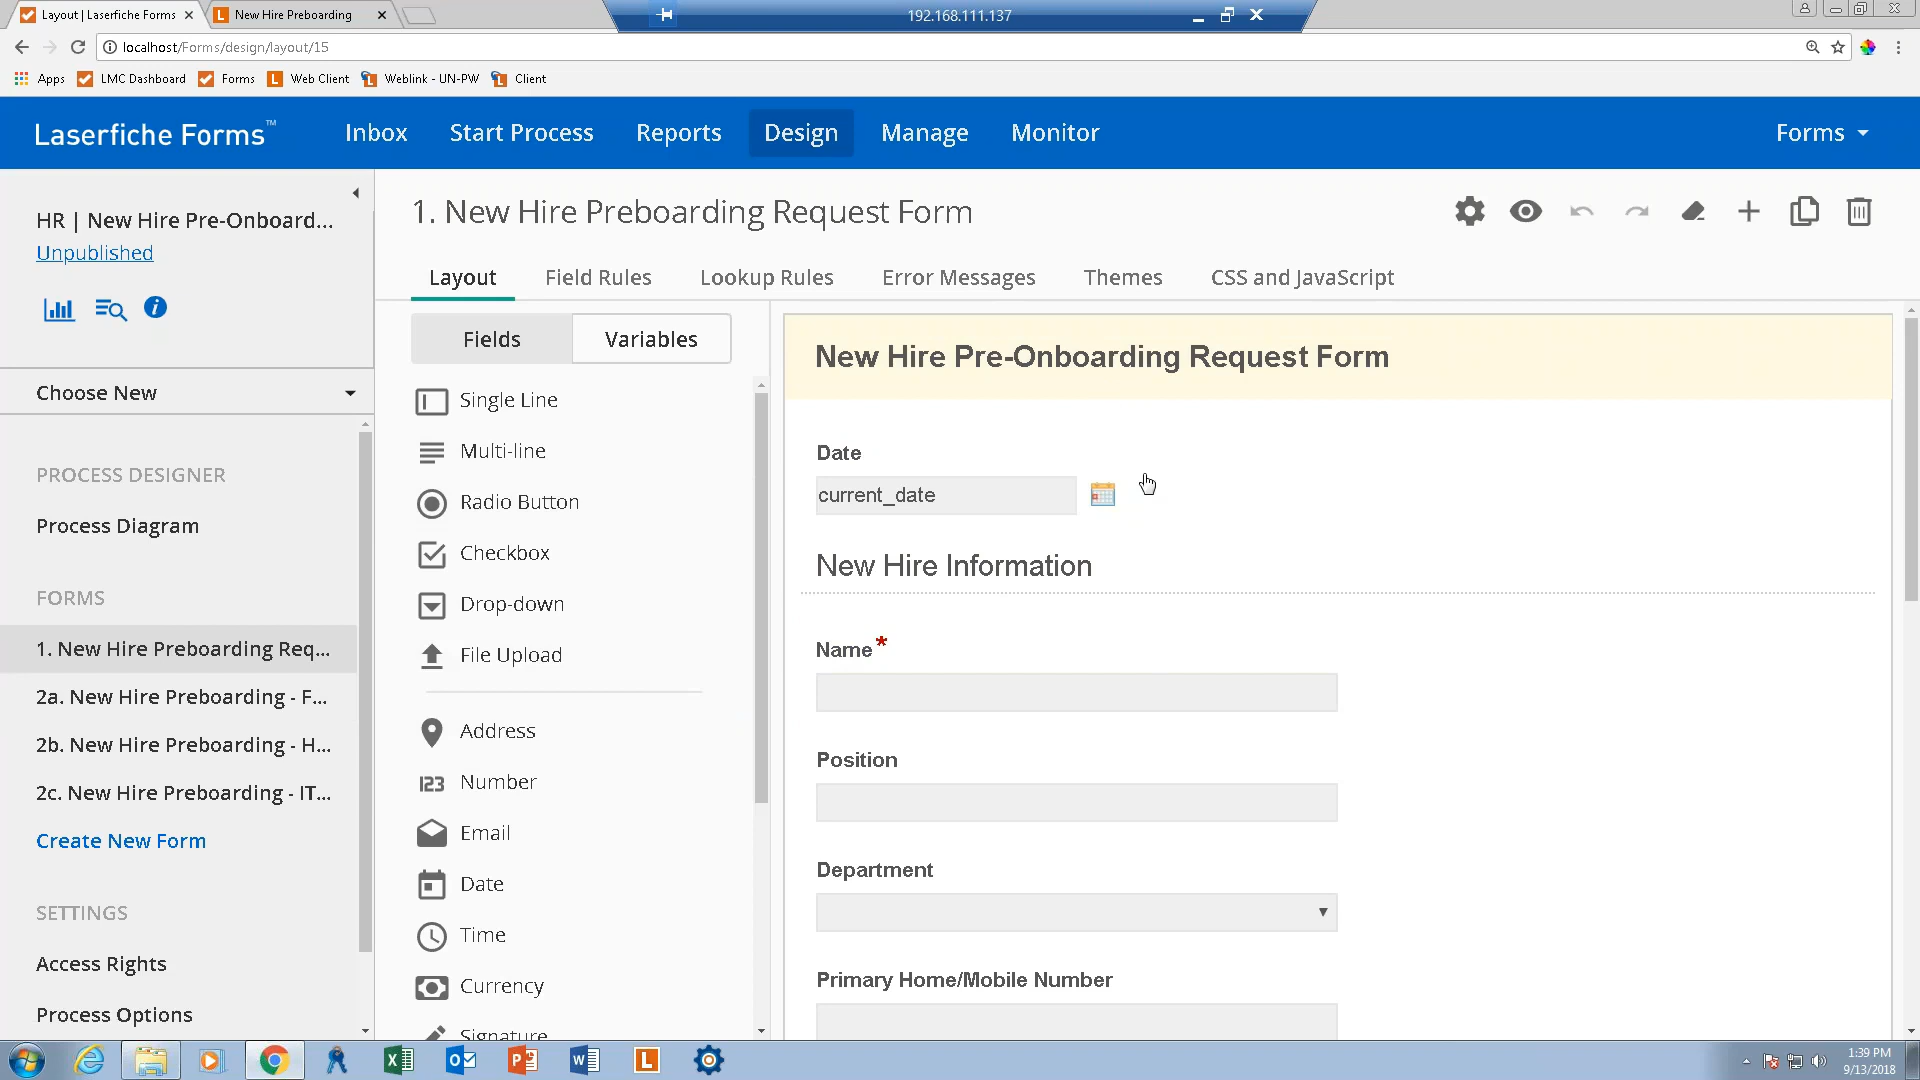 Layout | Laserfiche Forms
New Hire Preboarding
192.168.111.137
localhost/Forms/design/layout/15
Apps
LMC Dashboard
Forms
Web Client
Weblink - UN-PW
Client
Laserfiche Forms™
Inbox
Start Process
Reports
Design
Manage
Monitor
Forms
HR | New Hire Pre-Onboard...
Unpublished
Choose New
PROCESS DESIGNER
Process Diagram
FORMS
1. New Hire Preboarding Req...
2a. New Hire Preboarding - F...
2b. New Hire Preboarding - H...
2c. New Hire Preboarding - IT...
Create New Form
SETTINGS
Access Rights
Process Options
1. New Hire Preboarding Request Form
Layout
Field Rules
Lookup Rules
Error Messages
Themes
CSS and JavaScript
Fields
Variables
Single Line
Multi-line
Radio Button
Checkbox
Drop-down
File Upload
Address
123 Number
Email
Date
Time
Currency
Signature
New Hire Pre-Onboarding Request Form
Date
current_date
New Hire Information
Name*
Position
Department
Primary Home/Mobile Number
1:39 PM
9/13/2018